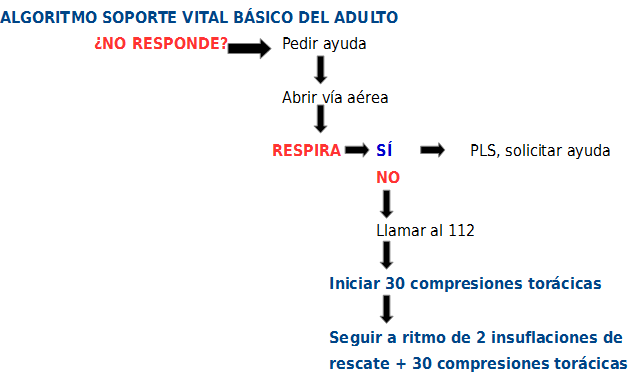 ALGORITMO SOPORTE VITAL BÁSICO DEL ADULTO
¿NO RESPONDE? Pedir ayuda
Abrir vía aérea
RESPIRA SÍ PLS, solicitar ayuda
NO
Llamar al 112
Iniciar 30 compresiones torácicas
Seguir a ritmo de 2 insuflaciones de
rescate + 30 compresiones torácicas